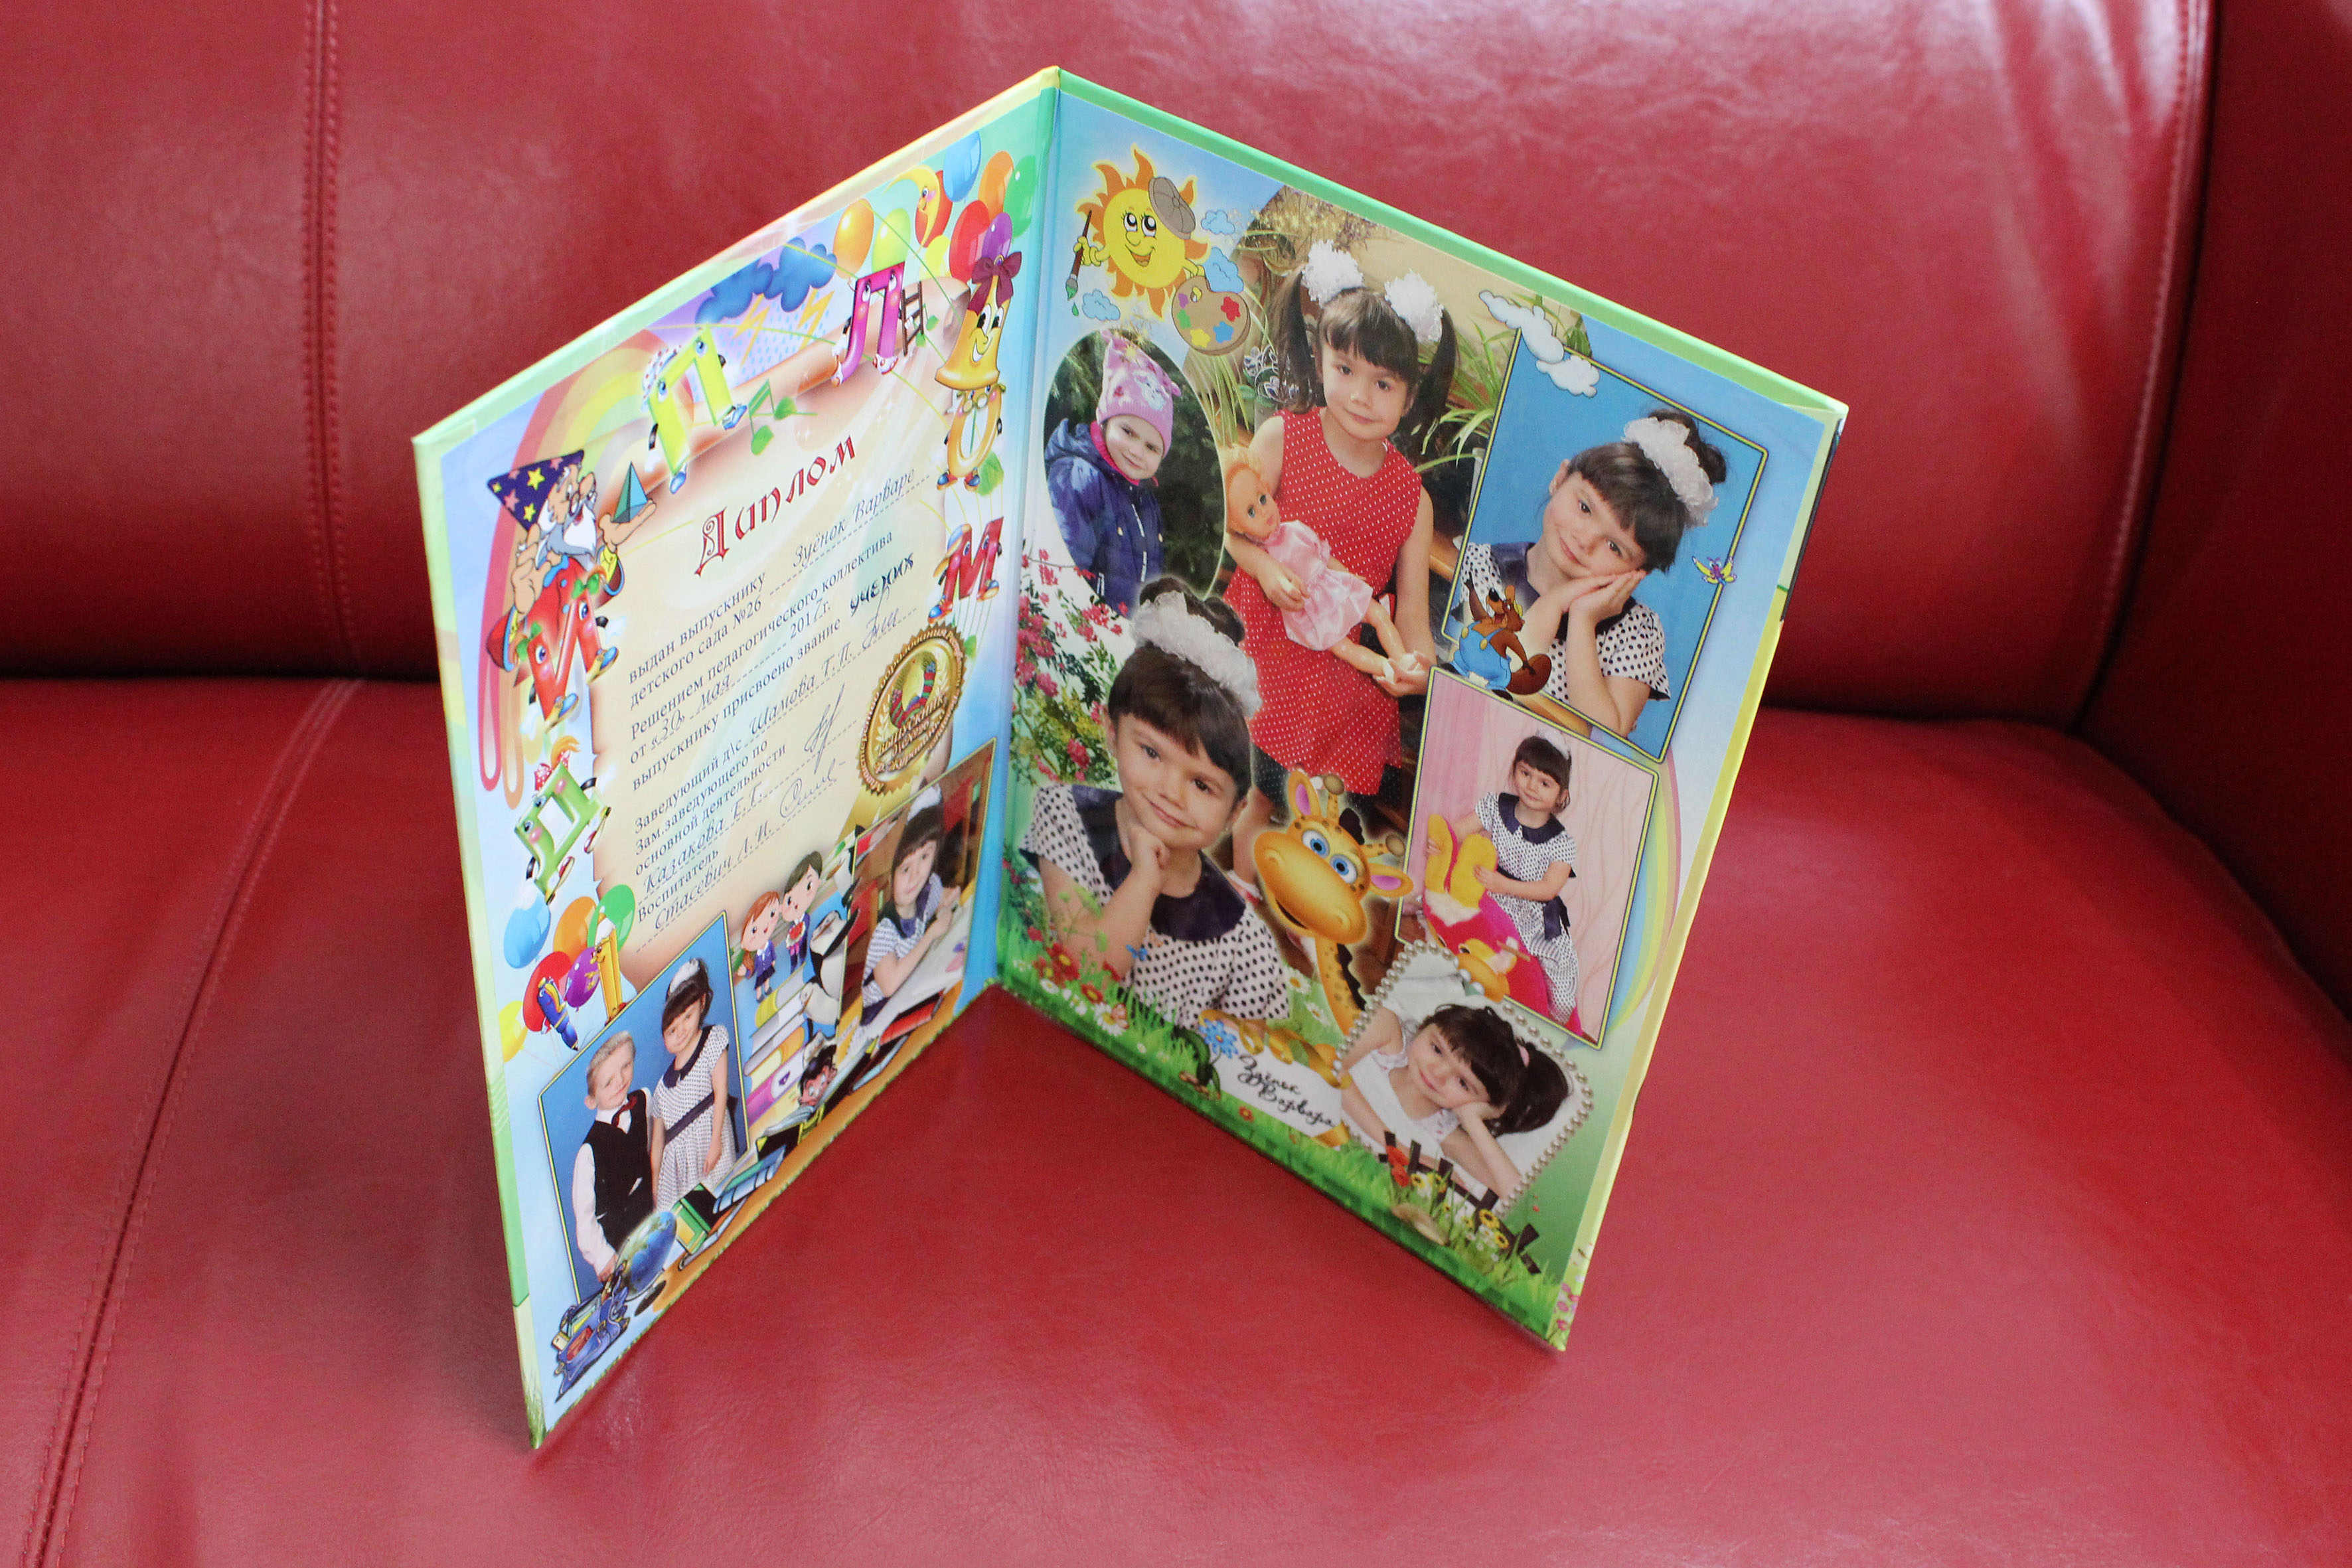 Диплом
выдан выпускнику
детского сада №26 Зуёнок Варваре
Решением педагогического коллектива
от «30» мая 2017г.
выпускнику присвоено звание ученик
Заведующий д\с Шамова Т.П.
Зам.заведующего по
основной деятельности
Казакова Е.Г.
Воспитатель
Стасевич А.И.
Зуёнок
Варвара